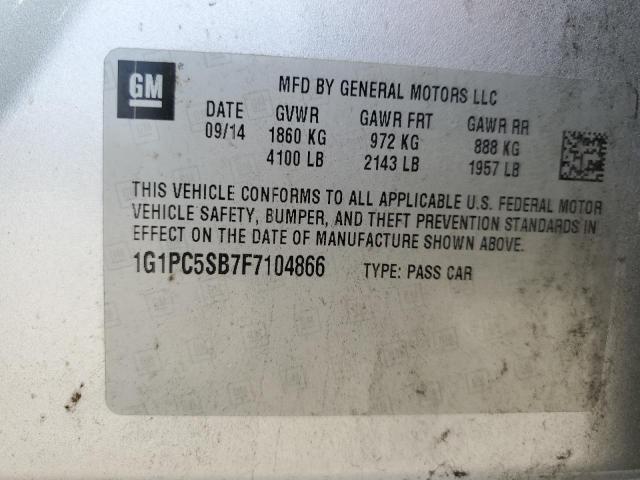 GM
MFD BY GENERAL MOTORS LLC
DATE GVWR GAWR FRT GAWR RR
09/14 1860 KG 972 KG 888 KG
4100 LB 2143 LB 1957 LB
THIS VEHICLE CONFORMS TO ALL APPLICABLE U.S. FEDERAL MOTOR
VEHICLE SAFETY, BUMPER, AND THEFT PREVENTION STANDARDS IN
EFFECT ON THE DATE OF MANUFACTURE SHOWN ABOVE.
1G1PC5SB7F7104866 TYPE: PASS CAR